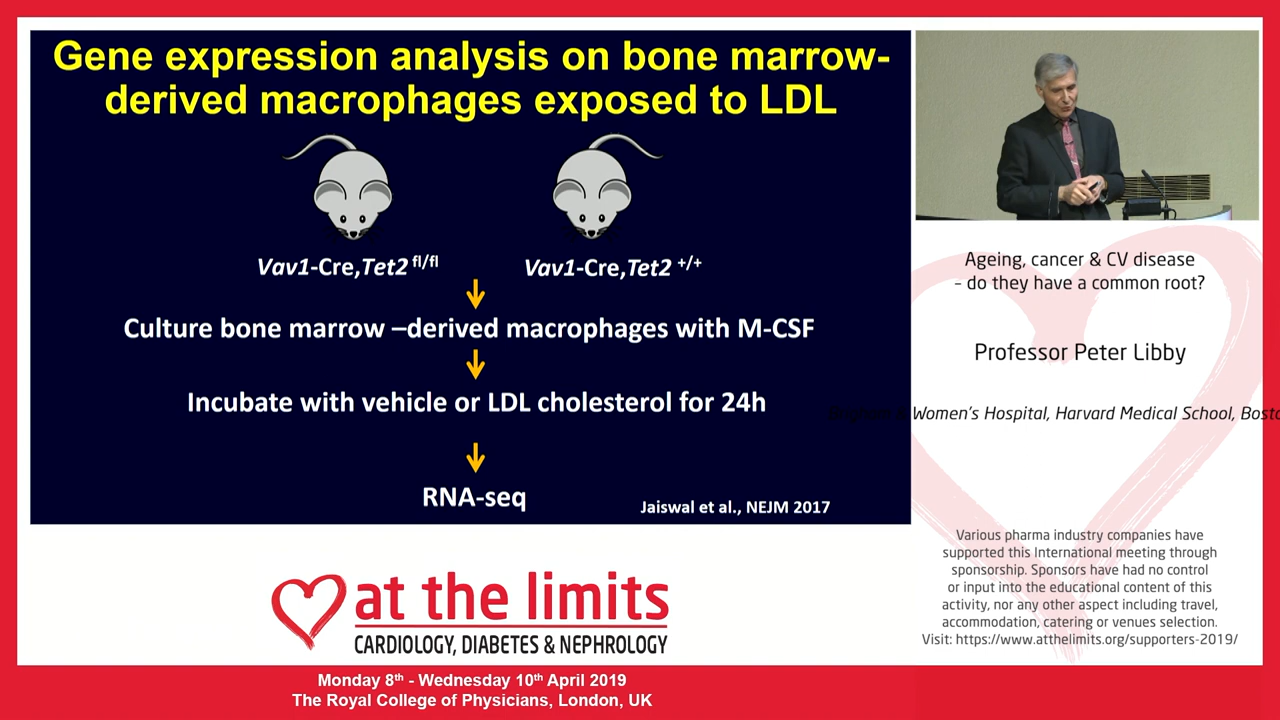 Gene expression analysis on bone marrow-
derived macrophages exposed to LDL
Vav1-Cre,Tet2 fl/fl
Vav1-Cre,Tet2 +/+
Culture bone marrow –derived macrophages with M-CSF
Incubate with vehicle or LDL cholesterol for 24h
RNA-seq
Jaiswal et al., NEJM 2017
Ageing, cancer & CV disease
– do they have a common root?
Professor Peter Libby
Women's Hospital, Harvard Medical School,
Various pharma industry companies have
supported this International meeting through
sponsorship. Sponsors have had no control
or input into the educational content of this
activity, nor any other aspect including travel,
accommodation, catering or venues selection.
Visit: https://www.atthelimits.org/supporters-2019/
at the limits
CARDIOLOGY, DIABETES & NEPHROLOGY
Monday 8th - Wednesday 10th April 2019
The Royal College of Physicians, London, UK